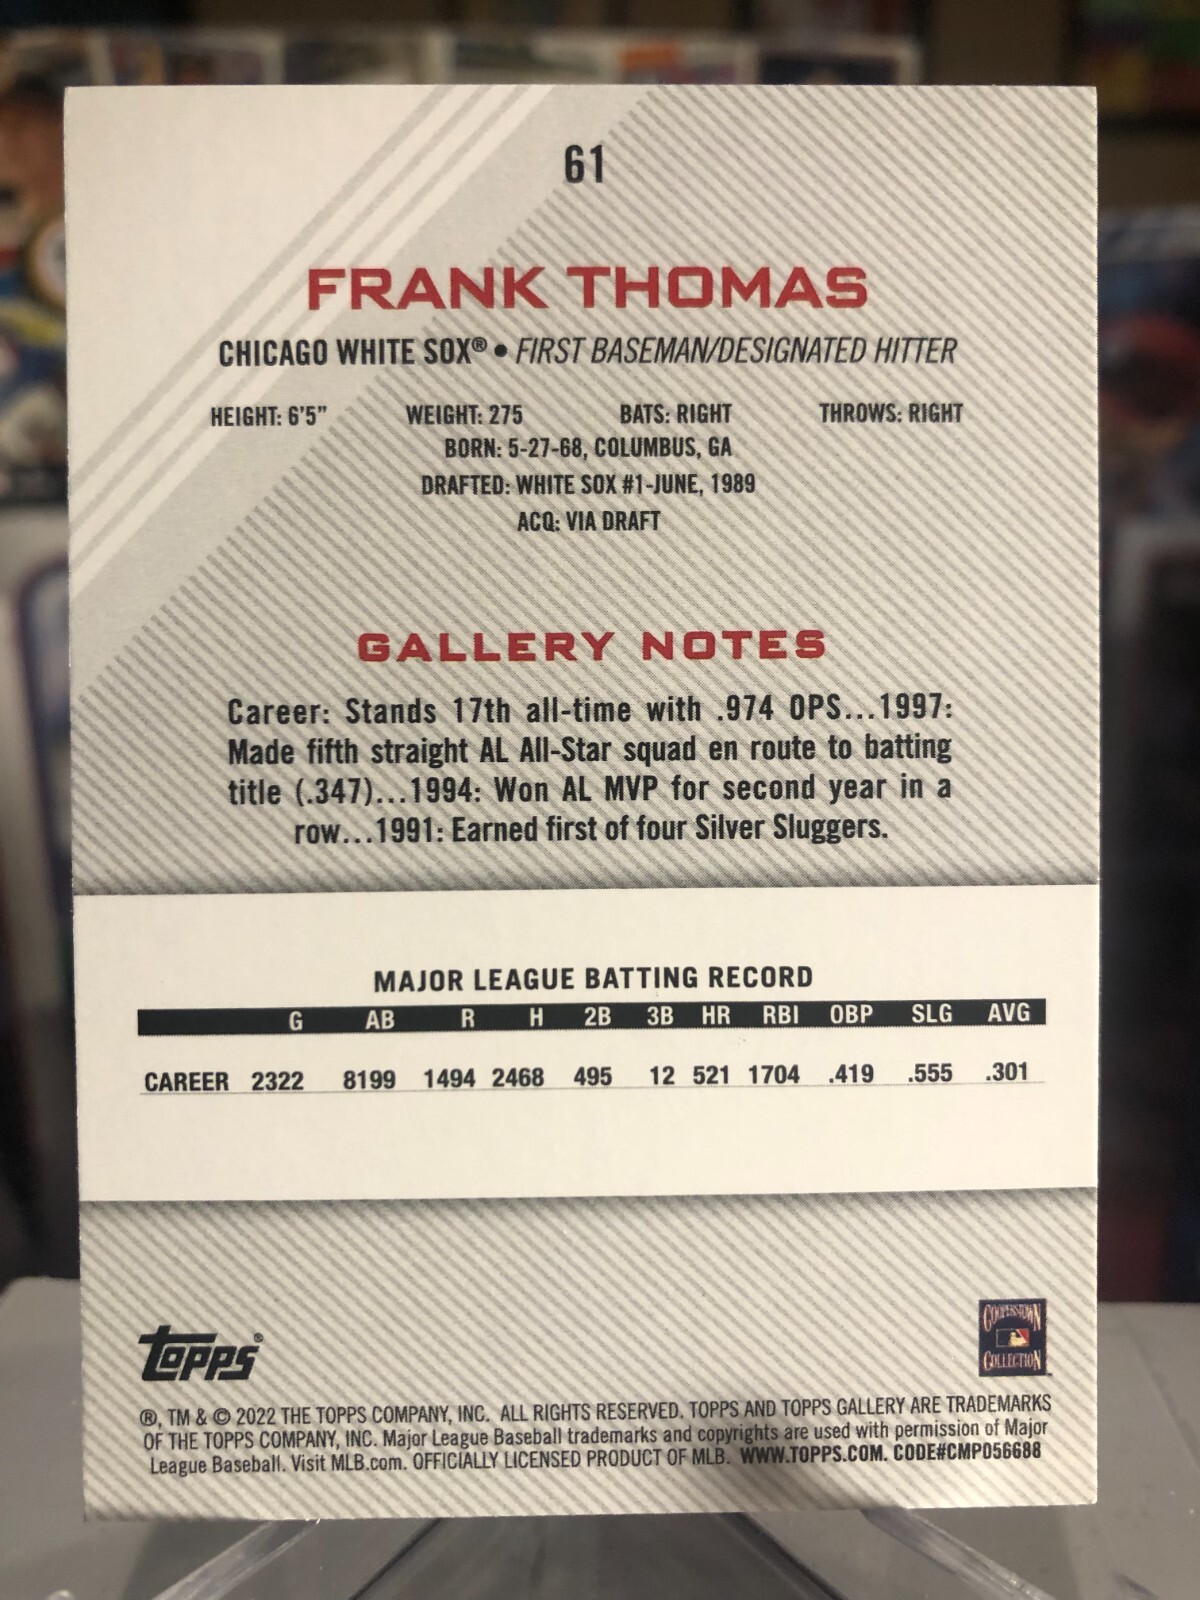 61
FRANK THOMAS
CHICAGO WHITE SOX® • FIRST BASEMAN/DESIGNATED HITTER
HEIGHT: 6'5" WEIGHT: 275 BATS: RIGHT THROWS: RIGHT
BORN: 5-27-68, COLUMBUS, GA
DRAFTED: WHITE SOX #1-JUNE, 1989
ACQ: VIA DRAFT
GALLERY NOTES
Career: Stands 17th all-time with .974 OPS...1997:
Made fifth straight AL All-Star squad en route to batting
title (.347)...1994: Won AL MVP for second year in a
row...1991: Earned first of four Silver Sluggers.
MAJOR LEAGUE BATTING RECORD
G AB R H 2B 3B HR RBI OBP SLG AVG
CAREER 2322 8199 1494 2468 495 12 521 1704 .419 .555 .301
COOPERSTOWN
COLLECTION
topps®
®, TM & © 2022 THE TOPPS COMPANY, INC. ALL RIGHTS RESERVED. TOPPS AND TOPPS GALLERY ARE TRADEMARKS
OF THE TOPPS COMPANY, INC. Major League Baseball trademarks and copyrights are used with permission of Major
League Baseball. Visit MLB.com. OFFICIALLY LICENSED PRODUCT OF MLB. WWW.TOPPS.COM. CODE#CMP056688